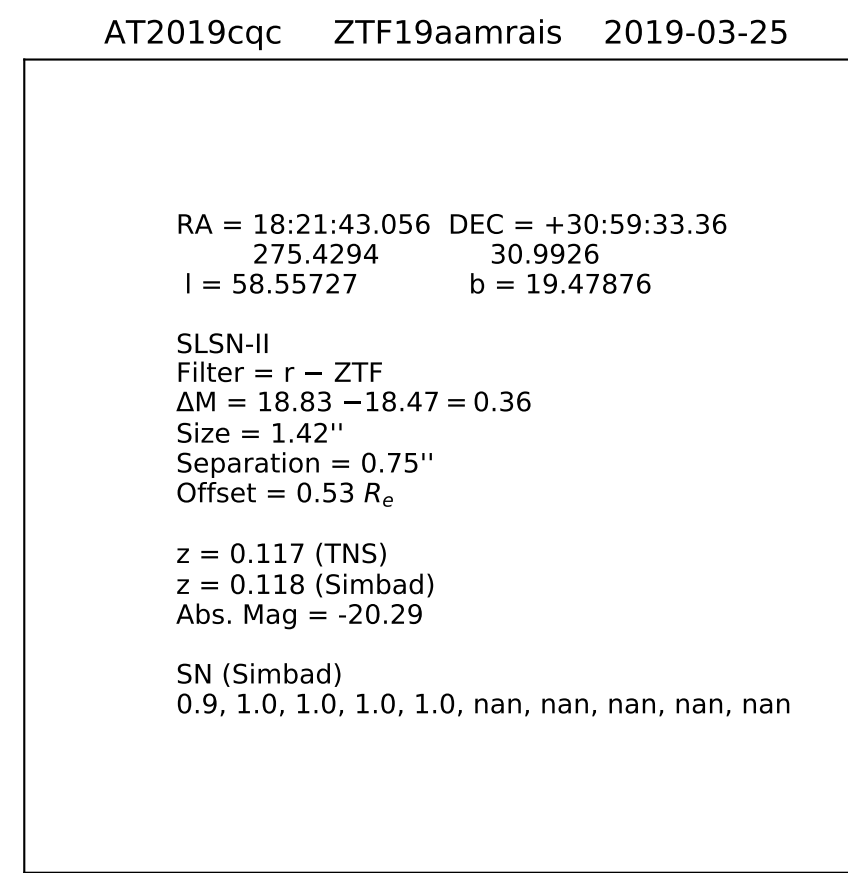 AT2019cqc ZTF19aamrais 2019-03-25
RA = 18:21:43.056 DEC = +30:59:33.36
275.4294 30.9926
l = 58.55727 b = 19.47876
SLSN-II
Filter = r − ZTF
ΔM = 18.83 −18.47 = 0.36
Size = 1.42''
Separation = 0.75''
Offset = 0.53 Rₑ
z = 0.117 (TNS)
z = 0.118 (Simbad)
Abs. Mag = -20.29
SN (Simbad)
0.9, 1.0, 1.0, 1.0, 1.0, nan, nan, nan, nan, nan